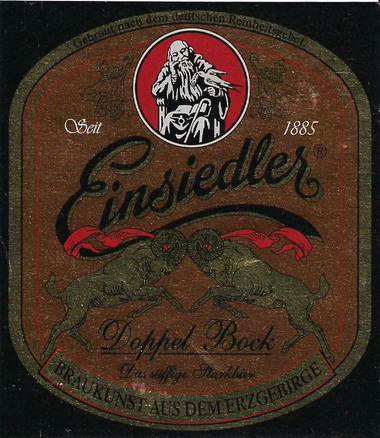 Gebraut nach dem deutschen Reinheitsgebot.
Seit 1885
Einsiedler®
Doppel Bock
Das süffige Starkbier
BRAUKUNST AUS DEM ERZGEBIRGE